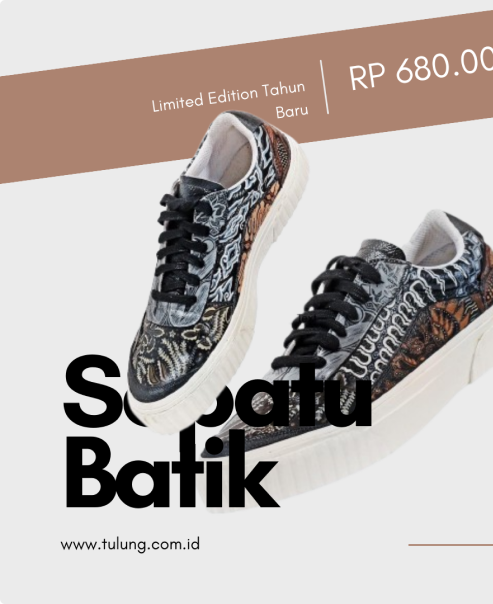 Limited Edition Tahun
Baru
RP 680.00
Sepatu
Batik
www.tulung.com.id